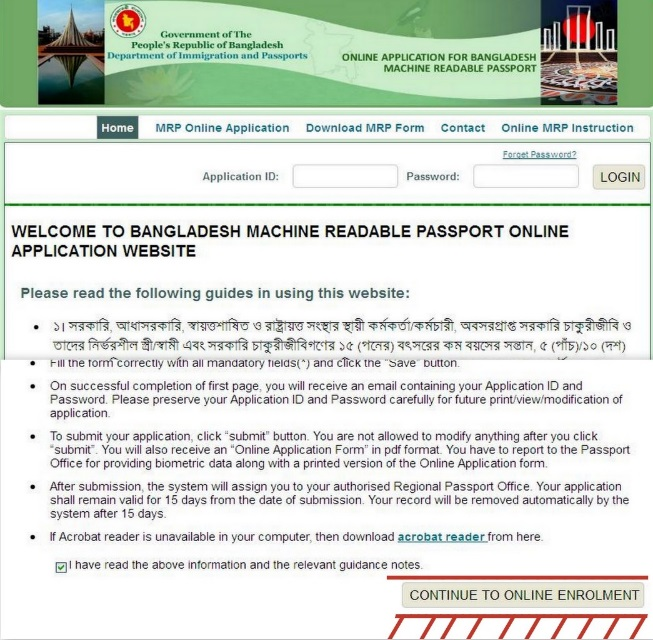 Government of The
People's Republic of Bangladesh
Department of Immigration and Passports
ONLINE APPLICATION FOR BANGLADESH
MACHINE READABLE PASSPORT
Home MRP Online Application Download MRP Form Contact Online MRP Instruction
Forget Password?
Application ID: Password: LOGIN
WELCOME TO BANGLADESH MACHINE READABLE PASSPORT ONLINE
APPLICATION WEBSITE
Please read the following guides in using this website:
• ১। সরকারি, আধাসরকারি, স্বায়ত্তশাষিত ও রাষ্ট্রায়ত্ত সংস্থার স্থায়ী কর্মকর্তা/কর্মচারী, অবসরপ্রাপ্ত সরকারি চাকুরীজীবি ও
তাদের নির্ভরশীল স্ত্রী/স্বামী এবং সরকারি চাকুরীজীবিগণের ১৫ (পনের) বৎসরের কম বয়সের সন্তান, ৫ (পাঁচ)/১০ (দশ)
• Fill the form correctly with all mandatory fields(*) and click the "Save" button.
• On successful completion of first page, you will receive an email containing your Application ID and
Password. Please preserve your Application ID and Password carefully for future print/view/modification of
application.
• To submit your application, click “submit” button. You are not allowed to modify anything after you click
“submit”. You will also receive an “Online Application Form” in pdf format. You have to report to the Passport
Office for providing biometric data along with a printed version of the Online Application form.
• After submission, the system will assign you to your authorised Regional Passport Office. Your application
shall remain valid for 15 days from the date of submission. Your record will be removed automatically by the
system after 15 days.
• If Acrobat reader is unavailable in your computer, then download acrobat reader from here.
I have read the above information and the relevant guidance notes.
CONTINUE TO ONLINE ENROLMENT